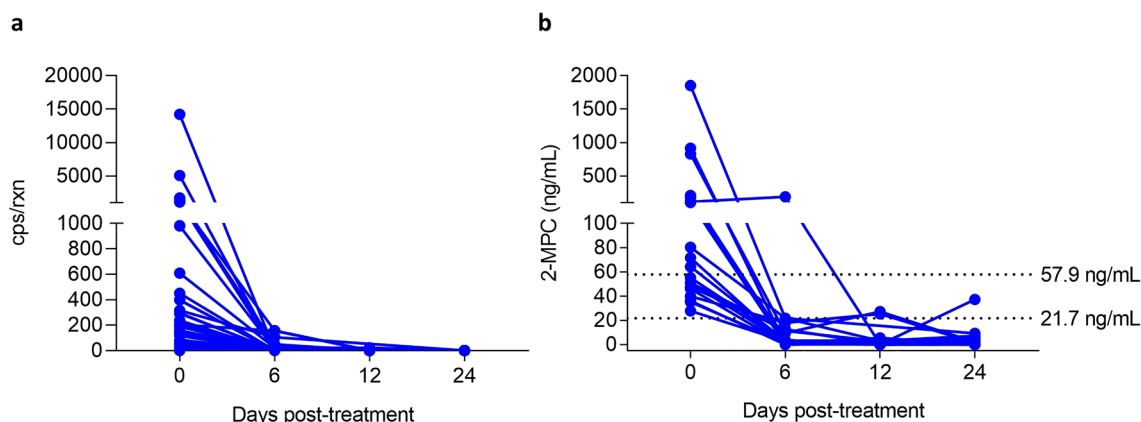 a
20000
15000
10000
5000
1000
800
600
400
200
0
cps/rxn
0 6 12 24
Days post-treatment
b
2000
1500
1000
500
100
80
60
40
20
0
2-MPC (ng/mL)
57.9 ng/mL
21.7 ng/mL
0 6 12 24
Days post-treatment